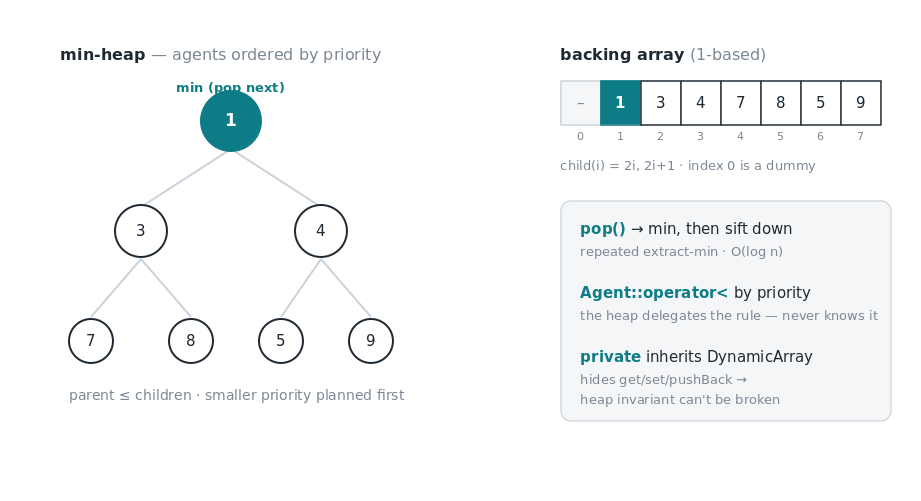 min-heap — agents ordered by priority
min (pop next)
1
3 4
7 8 5 9
parent ≤ children · smaller priority planned first
backing array (1-based)
– 1 3 4 7 8 5 9
0 1 2 3 4 5 6 7
child(i) = 2i, 2i+1 · index 0 is a dummy
pop() → min, then sift down
repeated extract-min · O(log n)
Agent::operator< by priority
the heap delegates the rule — never knows it
private inherits DynamicArray
hides get/set/pushBack →
heap invariant can't be broken